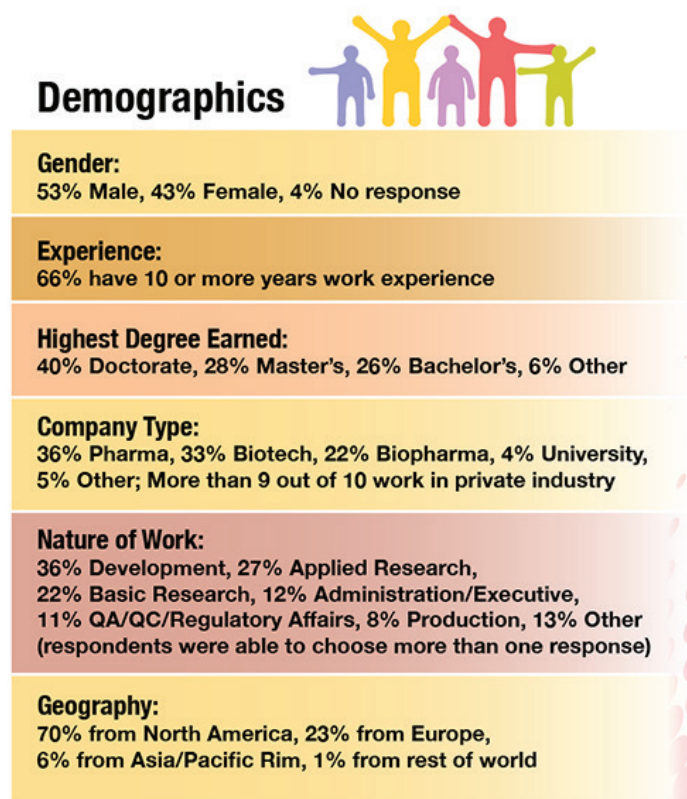 Demographics
Gender:
53% Male, 43% Female, 4% No response
Experience:
66% have 10 or more years work experience
Highest Degree Earned:
40% Doctorate, 28% Master’s, 26% Bachelor’s, 6% Other
Company Type:
36% Pharma, 33% Biotech, 22% Biopharma, 4% University,
5% Other; More than 9 out of 10 work in private industry
Nature of Work:
36% Development, 27% Applied Research,
22% Basic Research, 12% Administration/Executive,
11% QA/QC/Regulatory Affairs, 8% Production, 13% Other
(respondents were able to choose more than one response)
Geography:
70% from North America, 23% from Europe,
6% from Asia/Pacific Rim, 1% from rest of world